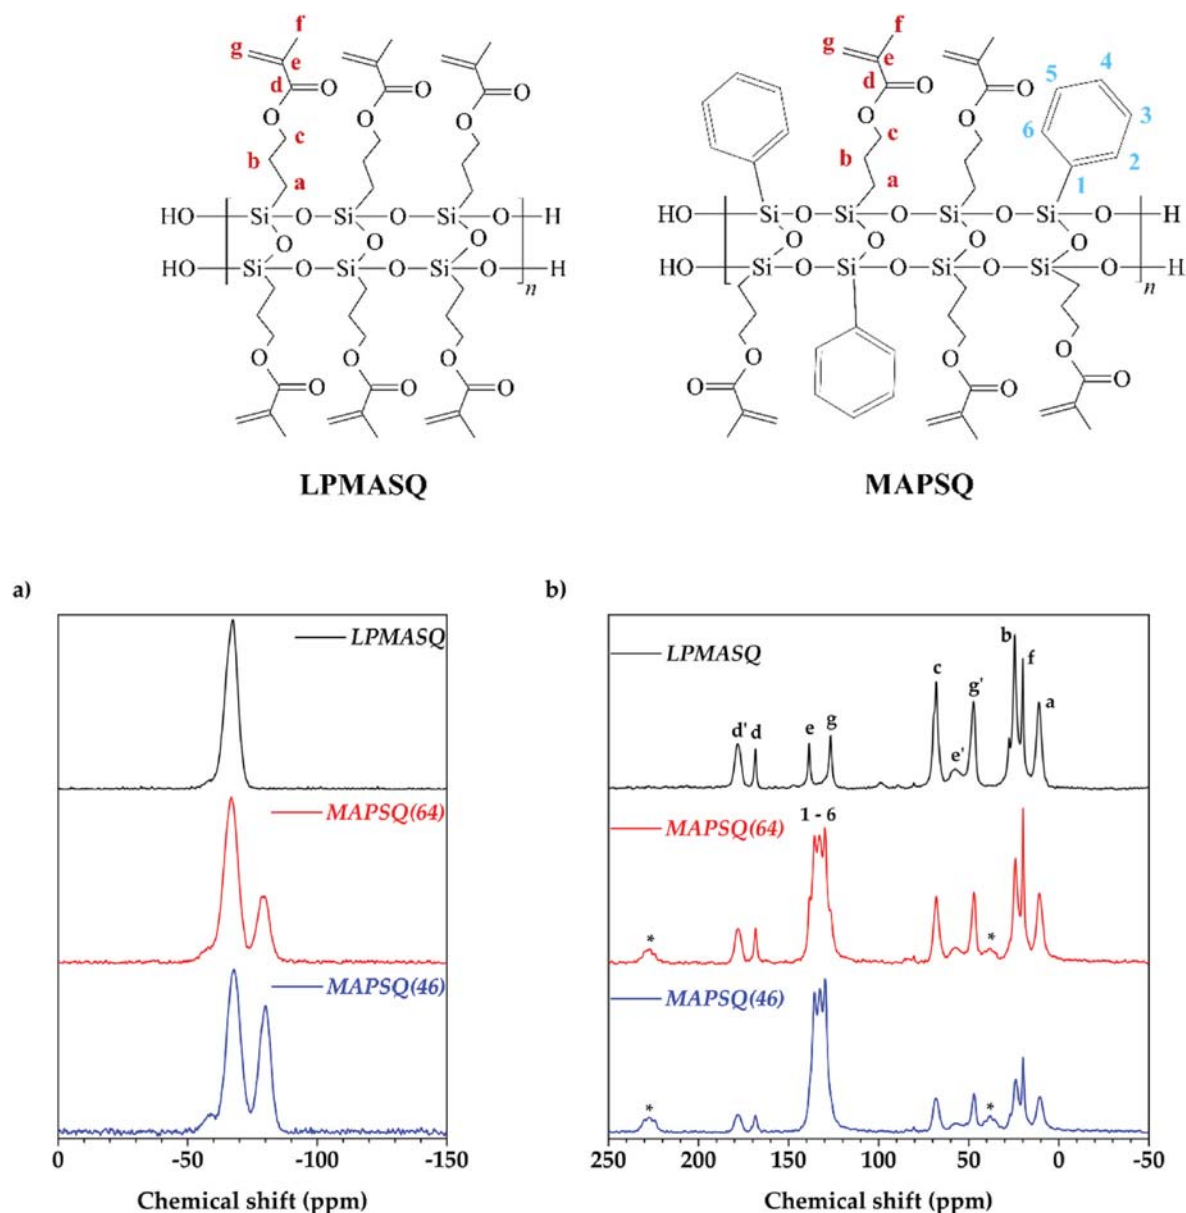 f
g
e
d
O
O
O
O
O
O
c
b
a
HO
Si
O
Si
O
Si
O
H
O
O
O
HO
Si
O
Si
O
Si
O
H
n
O
O
O
O
O
O
LPMASQ
f
g
e
d
O
O
O
O
c
b
a
5
4
6
3
2
1
HO
Si
O
Si
O
Si
O
Si
O
H
O
O
O
O
HO
Si
O
Si
O
Si
O
Si
O
H
n
O
O
O
O
O
O
MAPSQ
a)
LPMASQ
MAPSQ(64)
MAPSQ(46)
0 -50 -100 -150
Chemical shift (ppm)
b)
LPMASQ
d' d e g c e' g' b f a
MAPSQ(64)
1 - 6
* *
MAPSQ(46)
* *
250 200 150 100 50 0 -50
Chemical shift (ppm)